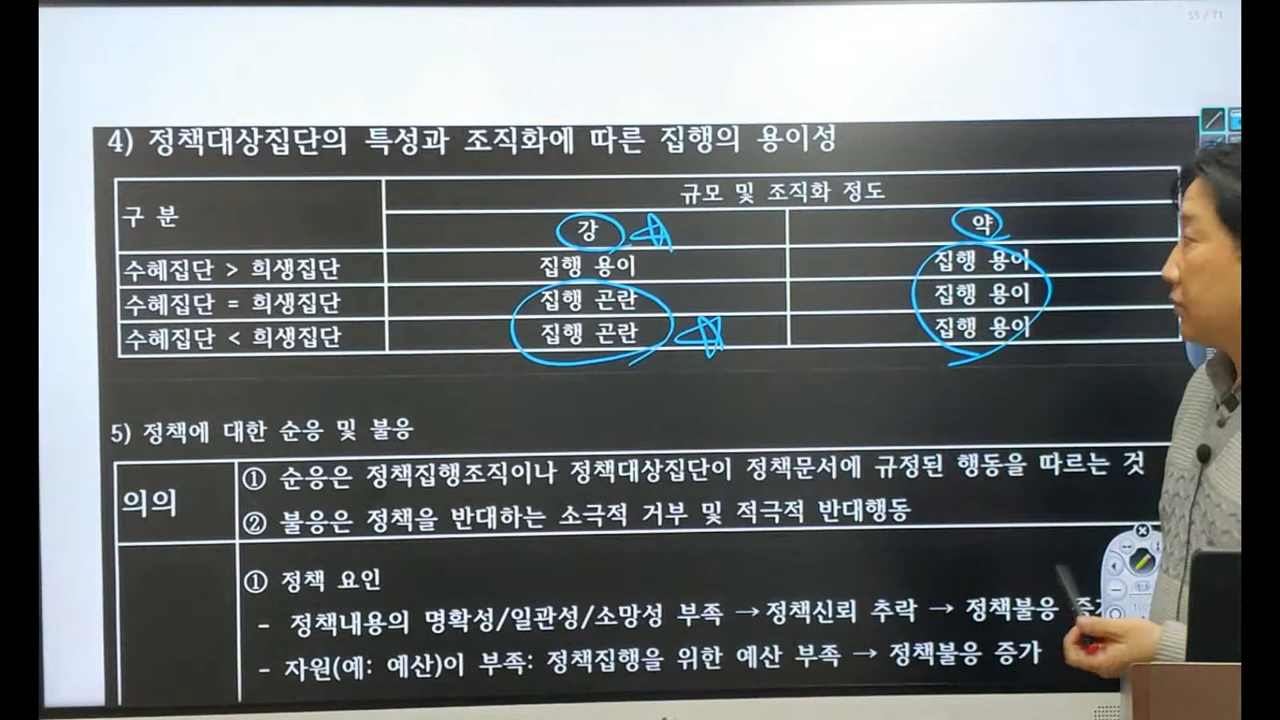 55 / 71
4) 정책대상집단의 특성과 조직화에 따른 집행의 용이성
구 분
규모 및 조직화 정도
강
약
수혜집단 > 희생집단 집행 용이 집행 용이
수혜집단 = 희생집단 집행 곤란 집행 용이
수혜집단 < 희생집단 집행 곤란 집행 용이
5) 정책에 대한 순응 및 불응
의의
① 순응은 정책집행조직이나 정책대상집단이 정책문서에 규정된 행동을 따르는 것
② 불응은 정책을 반대하는 소극적 거부 및 적극적 반대행동
① 정책 요인
- 정책내용의 명확성/일관성/소망성 부족 → 정책신뢰 추락 → 정책불응
- 자원(예: 예산)이 부족: 정책집행을 위한 예산 부족 → 정책불응 증가